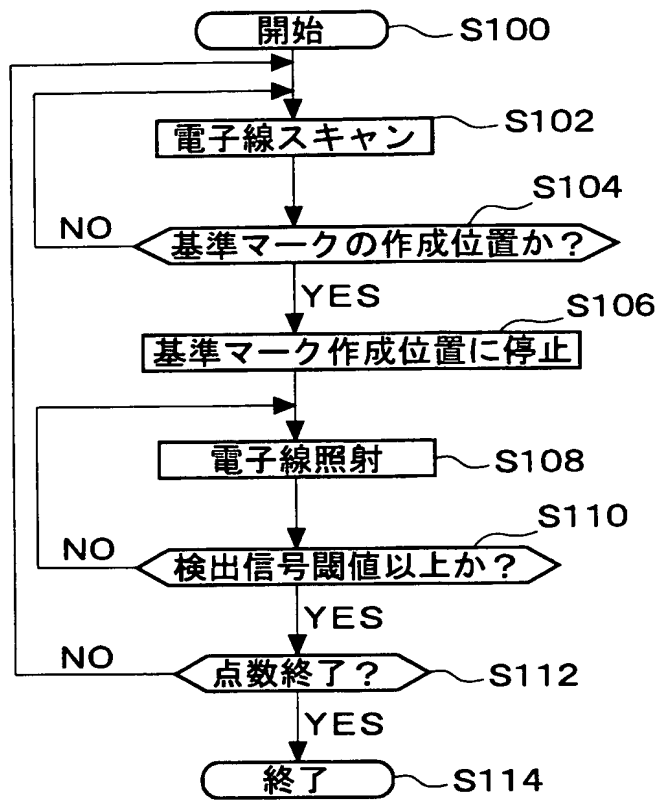 開始
S100
電子線スキャン
S102
基準マークの作成位置か?
S104
NO
YES
基準マーク作成位置に停止
S106
電子線照射
S108
検出信号閾値以上か?
S110
NO
YES
点数終了?
S112
NO
YES
終了
S114